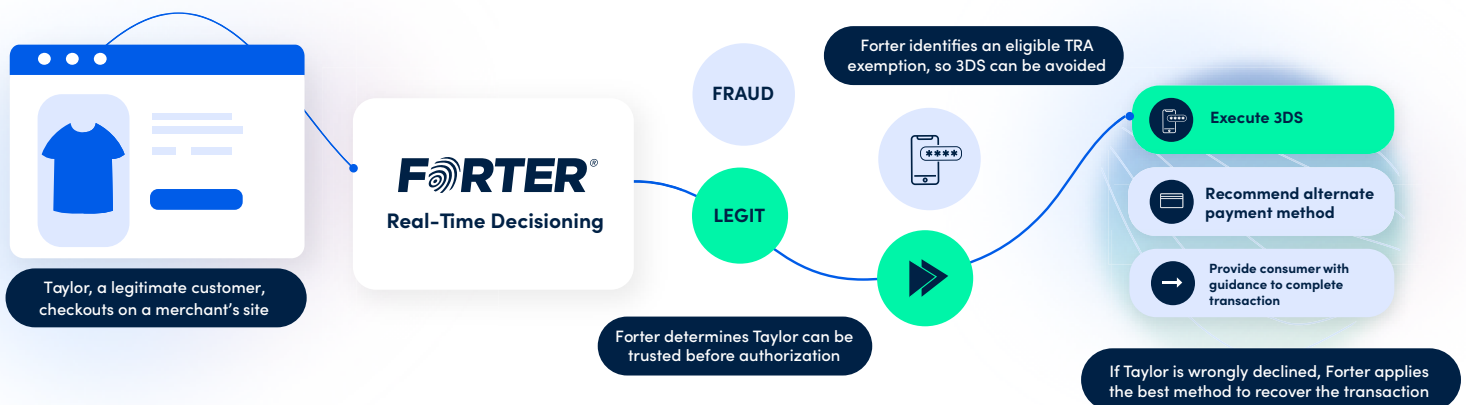 Taylor, a legitimate customer,
checkouts on a merchant's site
FORTER®
Real-Time Decisioning
FRAUD
LEGIT
Forter determines Taylor can be
trusted before authorization
Forter identifies an eligible TRA
exemption, so 3DS can be avoided
****
Execute 3DS
Recommend alternate
payment method
Provide consumer with
guidance to complete
transaction
If Taylor is wrongly declined, Forter applies
the best method to recover the transaction